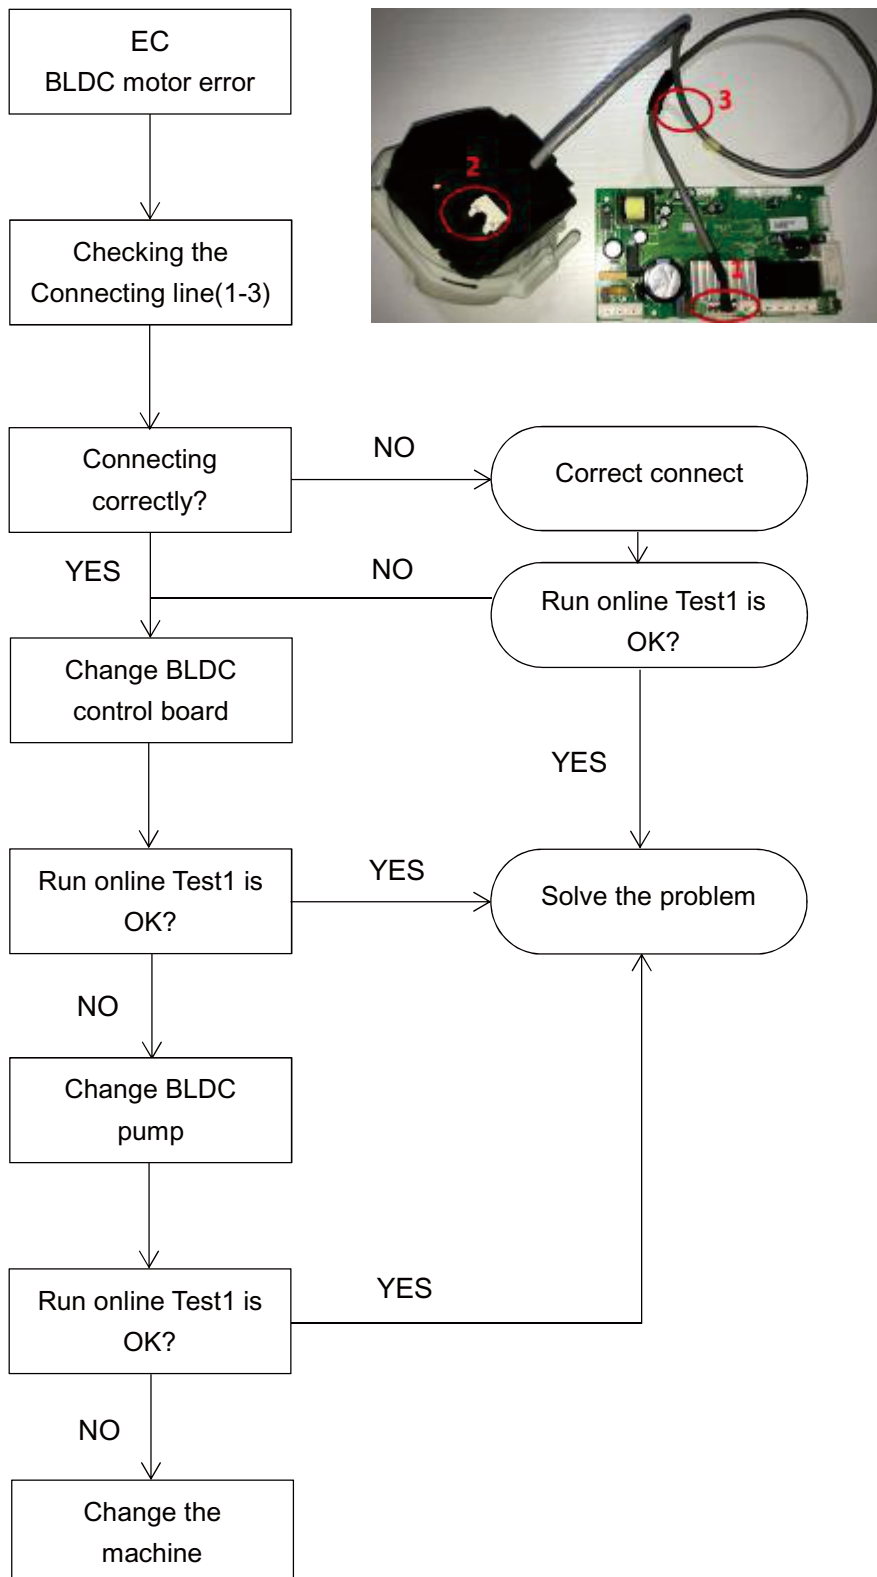 EC
BLDC motor error
3
2
1
Checking the
Connecting line(1-3)
Connecting
correctly?
NO
Correct connect
YES
NO
Run online Test1 is
OK?
Change BLDC
control board
YES
Run online Test1 is
OK?
YES
Solve the problem
NO
Change BLDC
pump
Run online Test1 is
OK?
YES
NO
Change the
machine